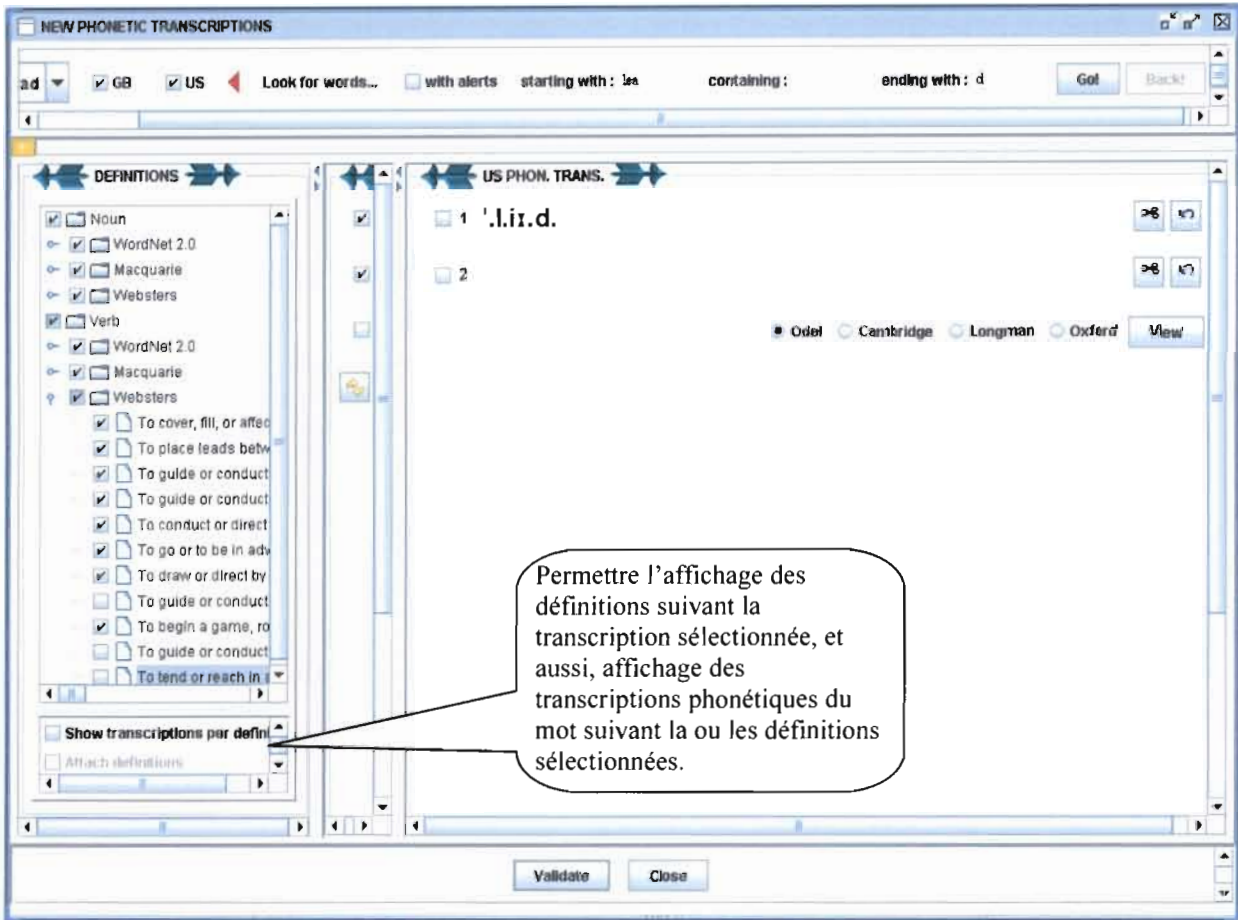 NEW PHONETIC TRANSCRIPTIONS
ad GB US Look for words... with alerts starting with : lea containing : ending with : d Go! Back!
DEFINITIONS
Noun
WordNet 2.0
Macquarie
Websters
Verb
WordNet 2.0
Macquarie
Websters
To cover, fill, or affec
To place leads betw
To guide or conduct
To guide or conduct
To conduct or direct
To go or to be in adv
To draw or direct by
To guide or conduct
To begin a game, ro
To guide or conduct
To tend or reach in
Show transcriptions per defini
Attach definitions
US PHON. TRANS.
1 '.l.iɪ.d.
2
Odel Cambridge Longman Oxford View
Permettre l'affichage des
définitions suivant la
transcription sélectionnée, et
aussi, affichage des
transcriptions phonétiques du
mot suivant la ou les définitions
sélectionnées.
Validate Close